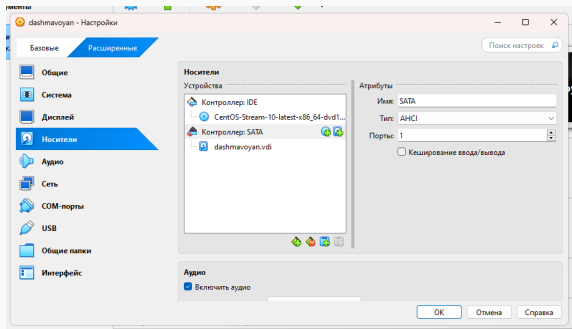 dashmavoyan - Настройки
Базовые
Расширенные
Поиск настроек
Общие
Система
Дисплей
Носители
Аудио
Сеть
COM-порты
USB
Общие папки
Интерфейс
Носители
Устройства
Контроллер: IDE
CentOS-Stream-10-latest-x86_64-dvd1...
Контроллер: SATA
dashmavoyan.vdi
Атрибуты
Имя: SATA
Тип: AHCI
Порты: 1
Кеширование ввода/вывода
Аудио
Включить аудио
ОК
Отмена
Справка